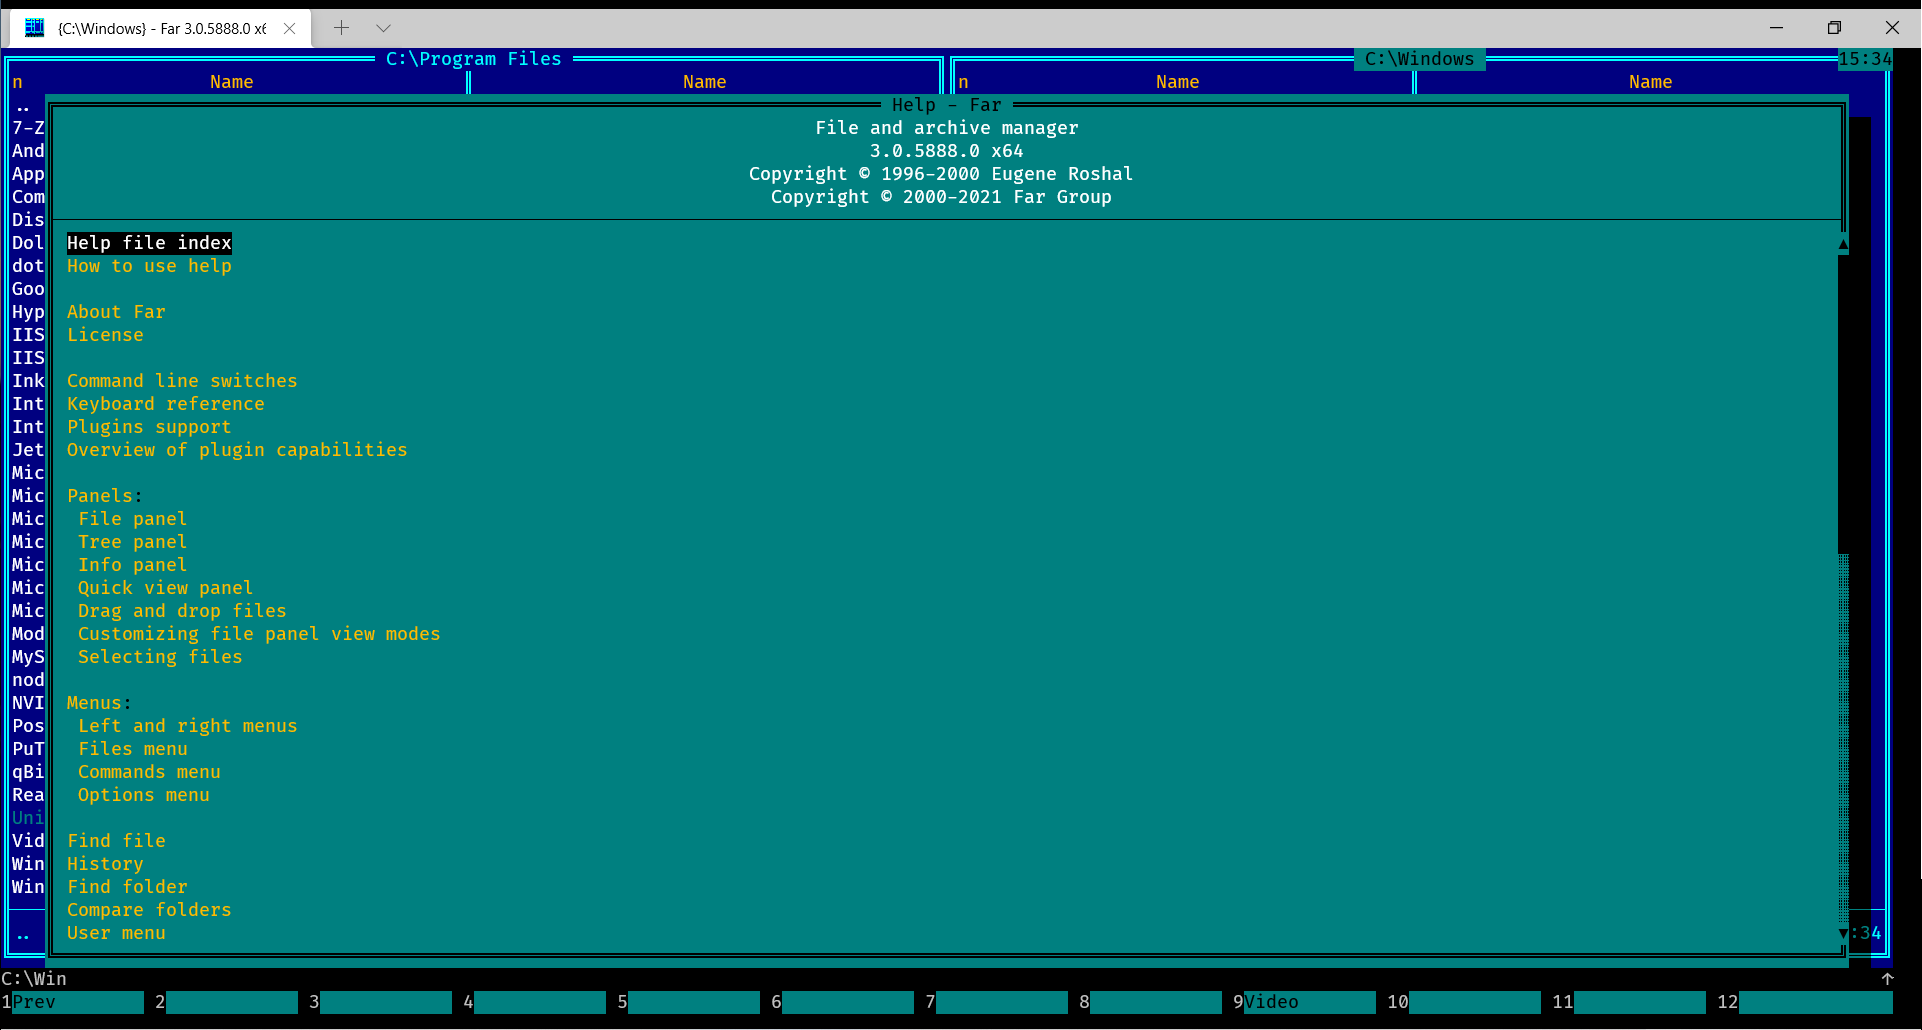 {C:\Windows} - Far 3.0.5888.0 x6
C:\Program Files
C:\Windows
15:34
n Name Name n Name Name
..
Help - Far
7-Z
File and archive manager
And
3.0.5888.0 x64
App
Copyright © 1996-2000 Eugene Roshal
Com
Copyright © 2000-2021 Far Group
Dis
Dol
Help file index
dot
How to use help
Goo
Hyp
About Far
IIS
License
IIS
Ink
Command line switches
Int
Keyboard reference
Int
Plugins support
Jet
Overview of plugin capabilities
Mic
Mic
Panels:
Mic
File panel
Mic
Tree panel
Mic
Info panel
Mic
Quick view panel
Mic
Drag and drop files
Mod
Customizing file panel view modes
MyS
Selecting files
nod
NVI
Menus:
Pos
Left and right menus
PuT
Files menu
qBi
Commands menu
Rea
Options menu
Uni
Vid
Find file
Win
History
Win
Find folder
Compare folders
..
User menu
:34
C:\Win
1Prev 2 3 4 5 6 7 8 9Video 10 11 12